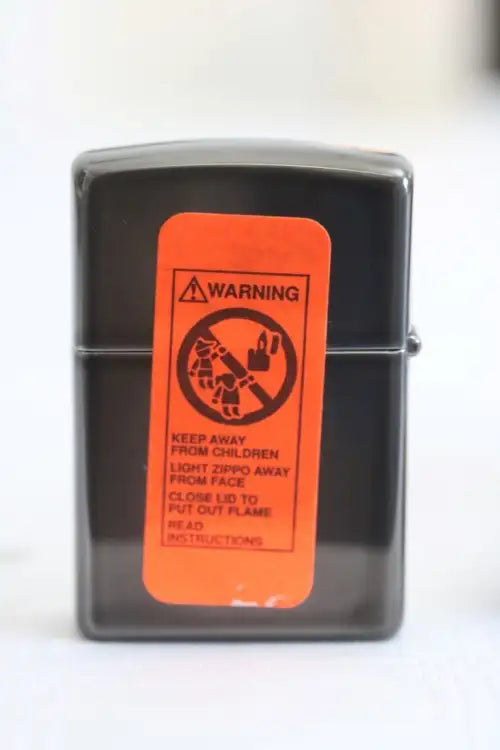 WARNING
KEEP AWAY
FROM CHILDREN
LIGHT ZIPPO AWAY
FROM FACE
CLOSE LID TO
PUT OUT FLAME
READ
INSTRUCTIONS